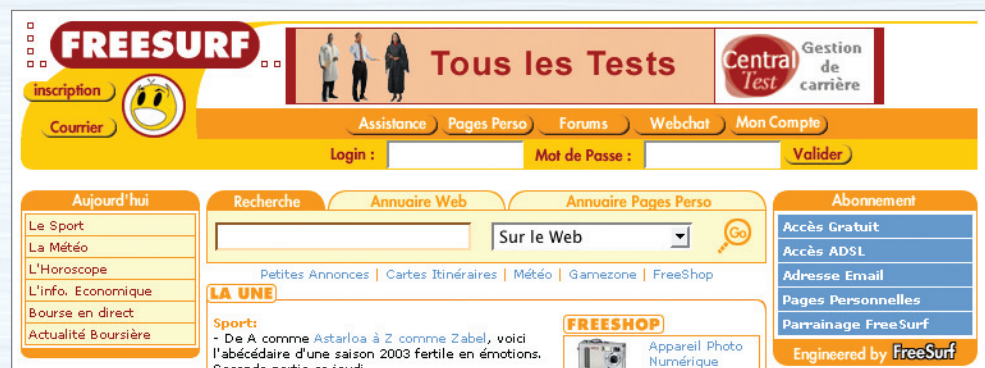 FREESURF
inscription
Courrier
Tous les Tests
Central Test
Gestion
de
carrière
Assistance Pages Perso Forums Webchat Mon Compte
Login : Mot de Passe : Valider
Aujourd'hui
Le Sport
La Météo
L'Horoscope
L'info. Economique
Bourse en direct
Actualité Boursière
Recherche Annuaire Web Annuaire Pages Perso
Sur le Web Go
Petites Annonces | Cartes Itinéraires | Météo | Gamezone | FreeShop
LA UNE
Sport:
- De A comme Astarloa à Z comme Zabel, voici
l'abécédaire d'une saison 2003 fertile en émotions.
Seconde partie ce jeudi
FREESHOP
Appareil Photo
Numérique
Abonnement
Accès Gratuit
Accès ADSL
Adresse Email
Pages Personnelles
Parrainage FreeSurf
Engineered by FreeSurf